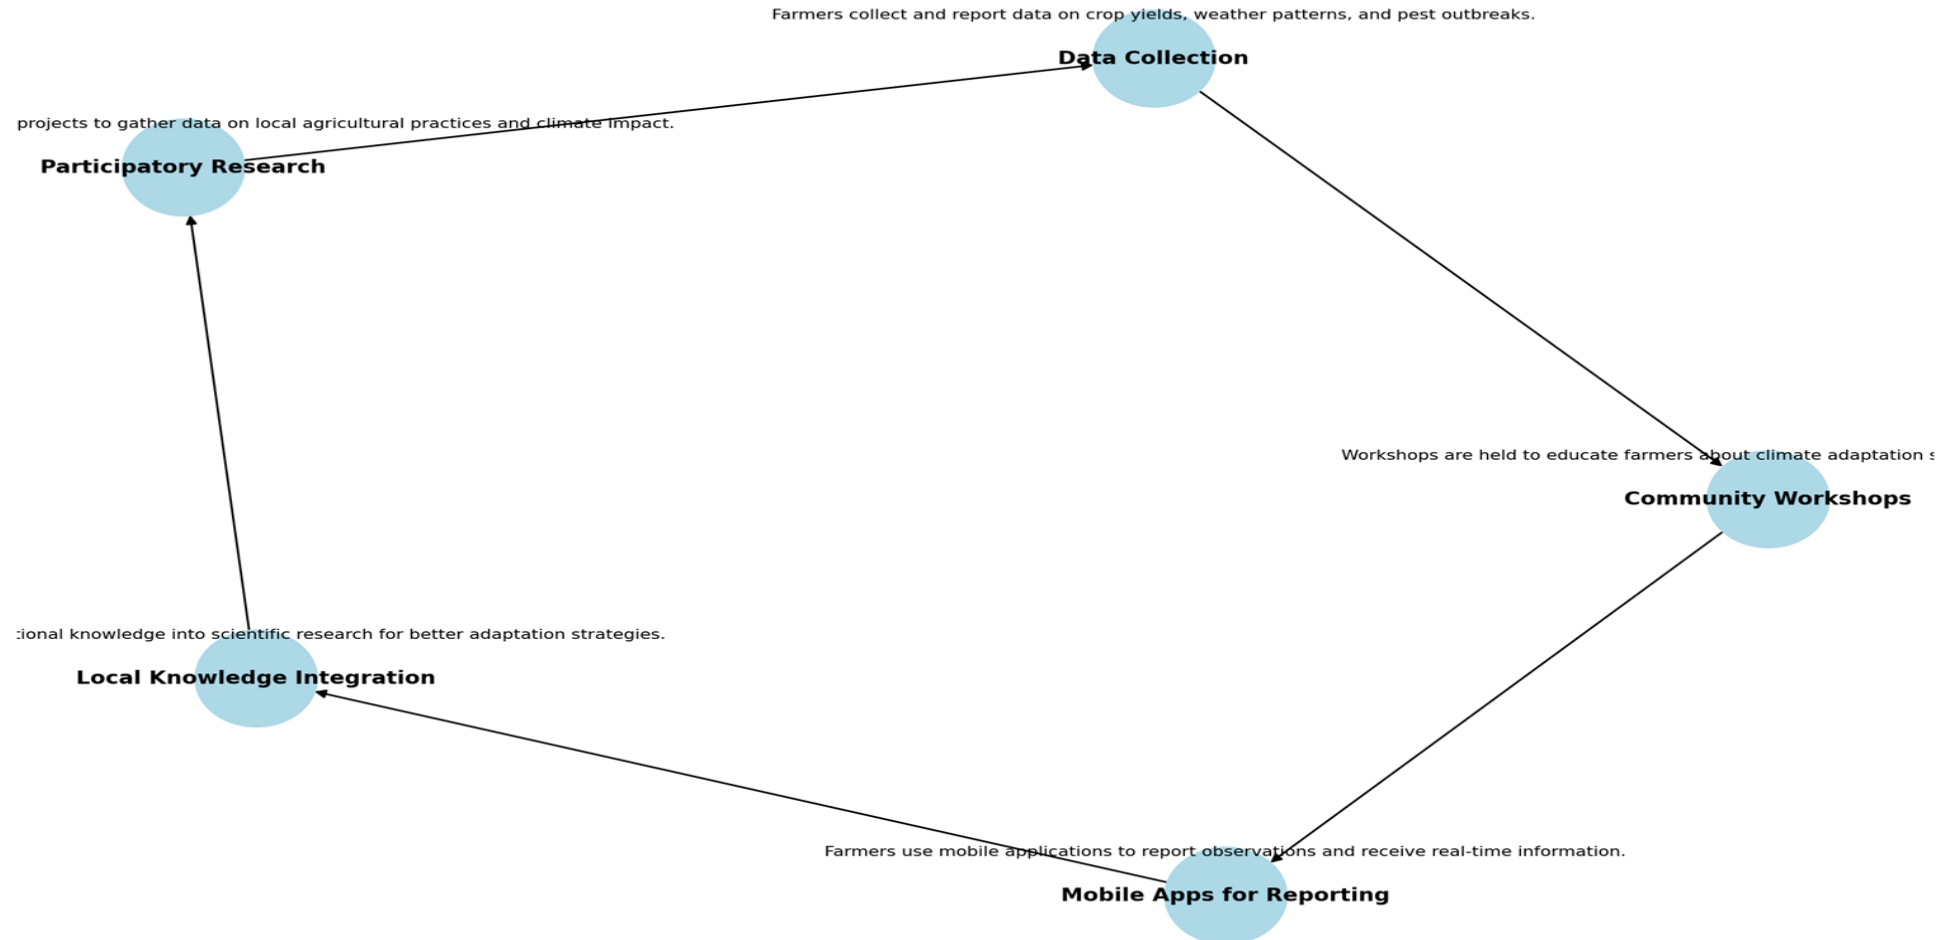 Farmers collect and report data on crop yields, weather patterns, and pest outbreaks.
Data Collection
projects to gather data on local agricultural practices and climate impact.
Participatory Research
Workshops are held to educate farmers about climate adaptation
Community Workshops
knowledge into scientific research for better adaptation strategies.
Local Knowledge Integration
Farmers use mobile applications to report observations and receive real-time information.
Mobile Apps for Reporting